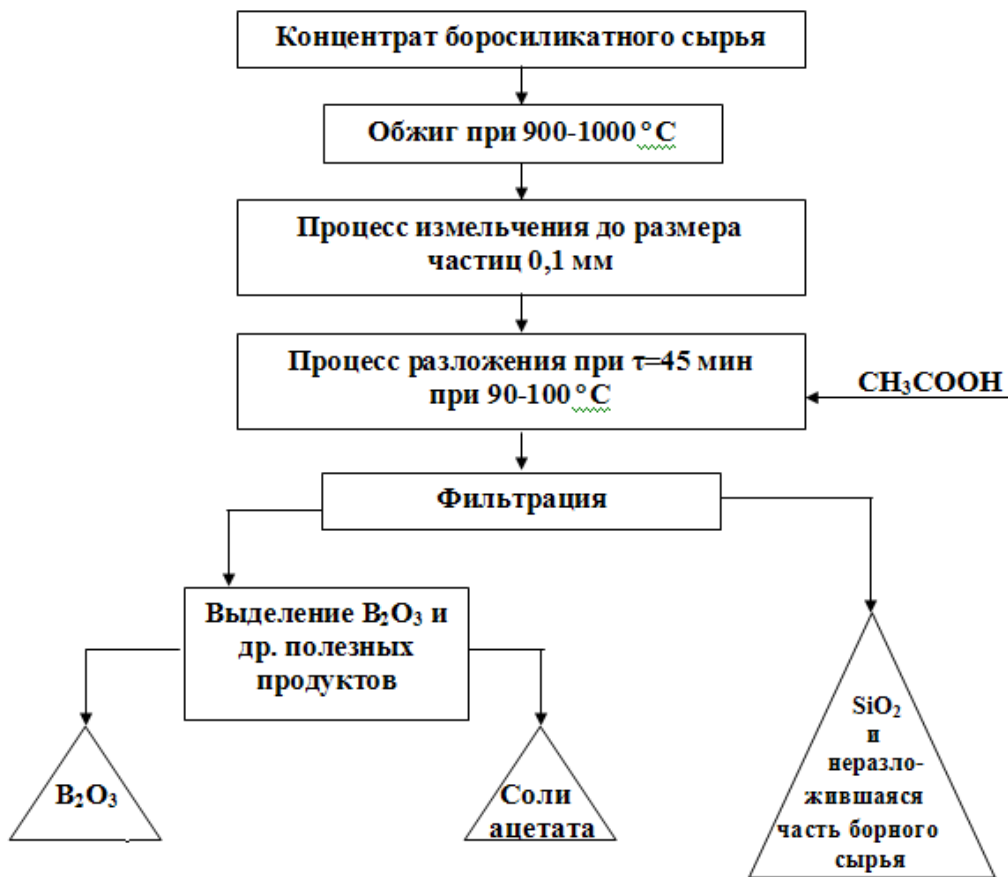 Концентрат боросиликатного сырья
Обжиг при 900-1000°С
Процесс измельчения до размера
частиц 0,1 мм
Процесс разложения при τ=45 мин
при 90-100°С
CH₃COOH
Фильтрация
Выделение B₂O₃ и
др. полезных
продуктов
B₂O₃
Соли
ацетата
SiO₂
и
неразло-
жившаяся
часть борного
сырья